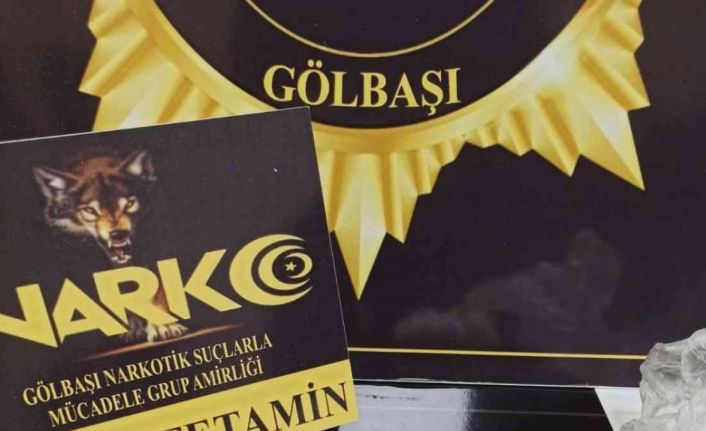 GÖLBAŞI
NARKO
GÖLBAŞI NARKOTİK SUÇLARLA
MÜCADELE GRUP AMİRLİĞİ